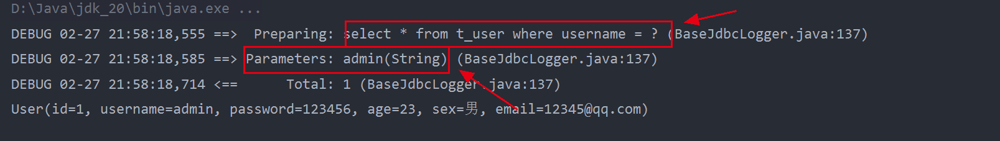 D:\Java\jdk_20\bin\java.exe ...
DEBUG 02-27 21:58:18,555 ==>  Preparing: select * from t_user where username = ? (BaseJdbcLogger.java:137)
DEBUG 02-27 21:58:18,585 ==> Parameters: admin(String) (BaseJdbcLogger.java:137)
DEBUG 02-27 21:58:18,714 <==      Total: 1 (BaseJdbcLogger.java:137)
User(id=1, username=admin, password=123456, age=23, sex=男, email=12345@qq.com)